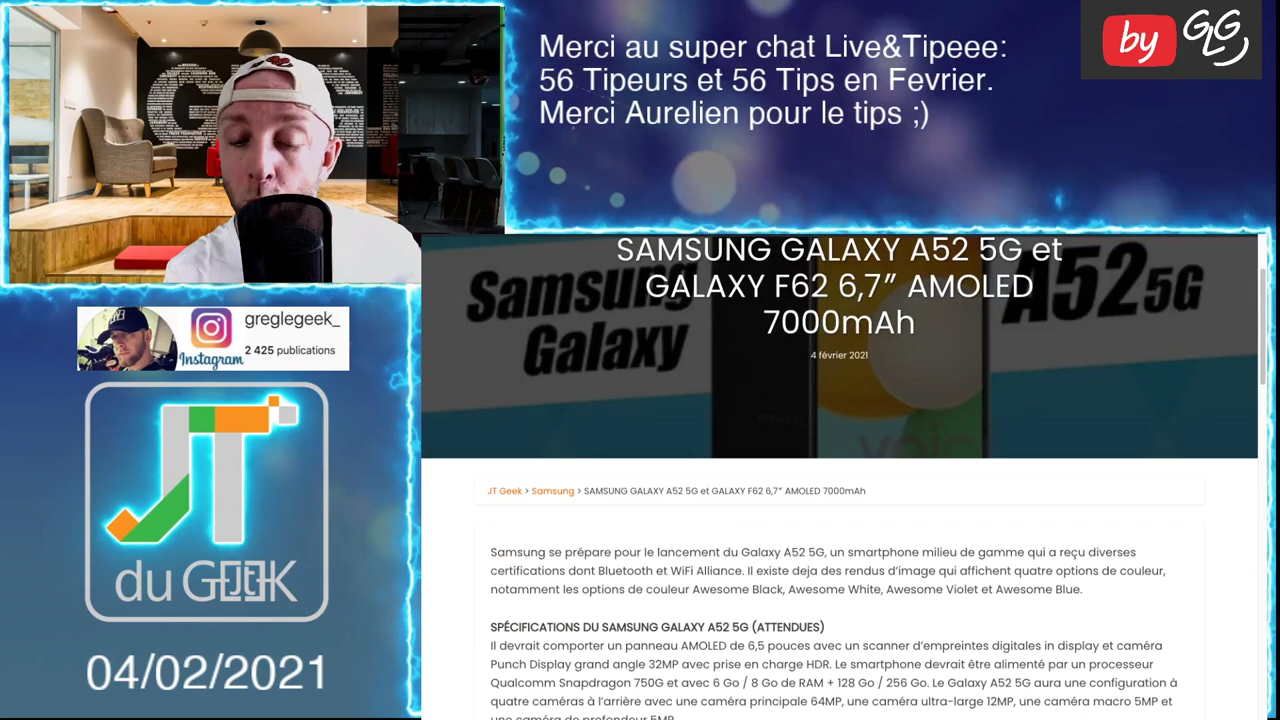 Merci au super chat Live&Tipeee:
56 Tipeurs et 56 Tips en Fevrier.
Merci Aurelien pour le tips ;)
by GLG
greglegeek_
2 425 publications
Instagram
JT
du GEEK
04/02/2021
Samsung
Galaxy
A52 5G
SAMSUNG GALAXY A52 5G et
GALAXY F62 6,7” AMOLED
7000mAh
4 février 2021
JT Geek > Samsung > SAMSUNG GALAXY A52 5G et GALAXY F62 6,7” AMOLED 7000mAh
Samsung se prépare pour le lancement du Galaxy A52 5G, un smartphone milieu de gamme qui a reçu diverses
certifications dont Bluetooth et WiFi Alliance. Il existe deja des rendus d’image qui affichent quatre options de couleur,
notamment les options de couleur Awesome Black, Awesome White, Awesome Violet et Awesome Blue.
SPÉCIFICATIONS DU SAMSUNG GALAXY A52 5G (ATTENDUES)
Il devrait comporter un panneau AMOLED de 6,5 pouces avec un scanner d’empreintes digitales in display et caméra
Punch Display grand angle 32MP avec prise en charge HDR. Le smartphone devrait être alimenté par un processeur
Qualcomm Snapdragon 750G et avec 6 Go / 8 Go de RAM + 128 Go / 256 Go. Le Galaxy A52 5G aura une configuration à
quatre caméras à l’arrière avec une caméra principale 64MP, une caméra ultra-large 12MP, une caméra macro 5MP et
une caméra de profondeur 5MP.